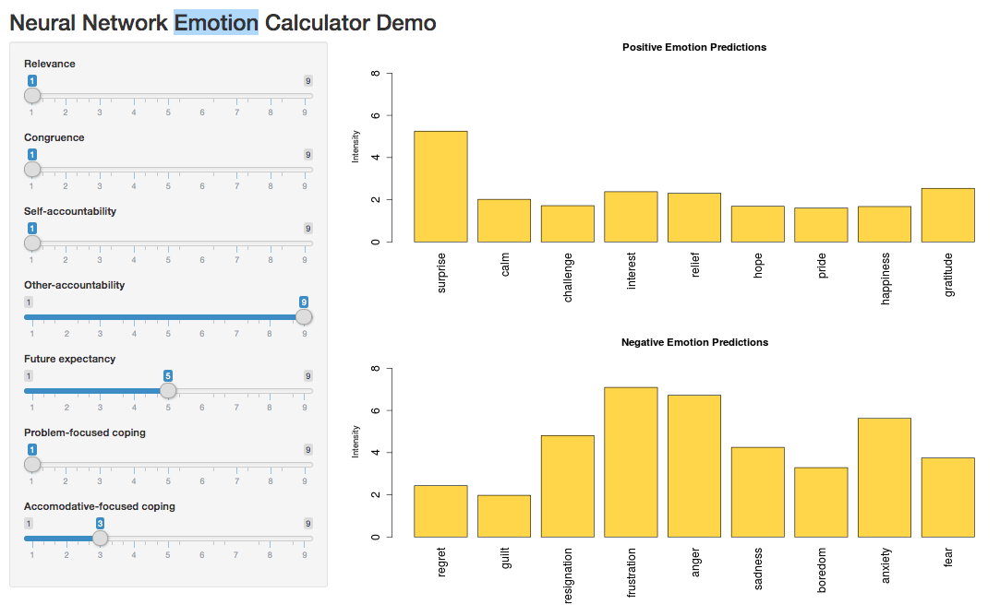 Neural Network Emotion Calculator Demo
Relevance
1 9
1 2 3 4 5 6 7 8 9
Congruence
1 9
1 2 3 4 5 6 7 8 9
Self-accountability
1 9
1 2 3 4 5 6 7 8 9
Other-accountability
1 9
1 2 3 4 5 6 7 8 9
Future expectancy
1 5 9
1 2 3 4 5 6 7 8 9
Problem-focused coping
1 9
1 2 3 4 5 6 7 8 9
Accomodative-focused coping
1 3 9
1 2 3 4 5 6 7 8 9
Positive Emotion Predictions
Intensity
8
6
4
2
0
surprise
calm
challenge
interest
relief
hope
pride
happiness
gratitude
Negative Emotion Predictions
Intensity
8
6
4
2
0
regret
guilt
resignation
frustration
anger
sadness
boredom
anxiety
fear